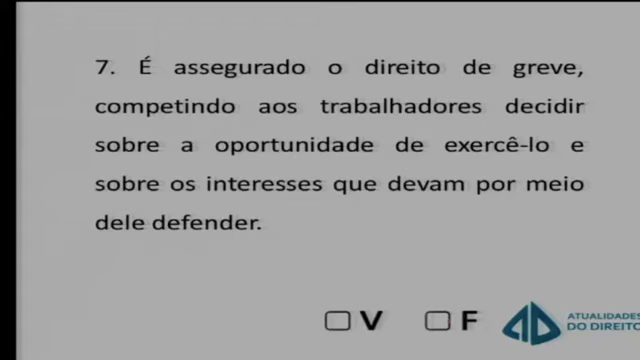 7. É assegurado o direito de greve,
competindo aos trabalhadores decidir
sobre a oportunidade de exercê-lo e
sobre os interesses que devam por meio
dele defender.
V F
ATUALIDADES
DO DIREITO